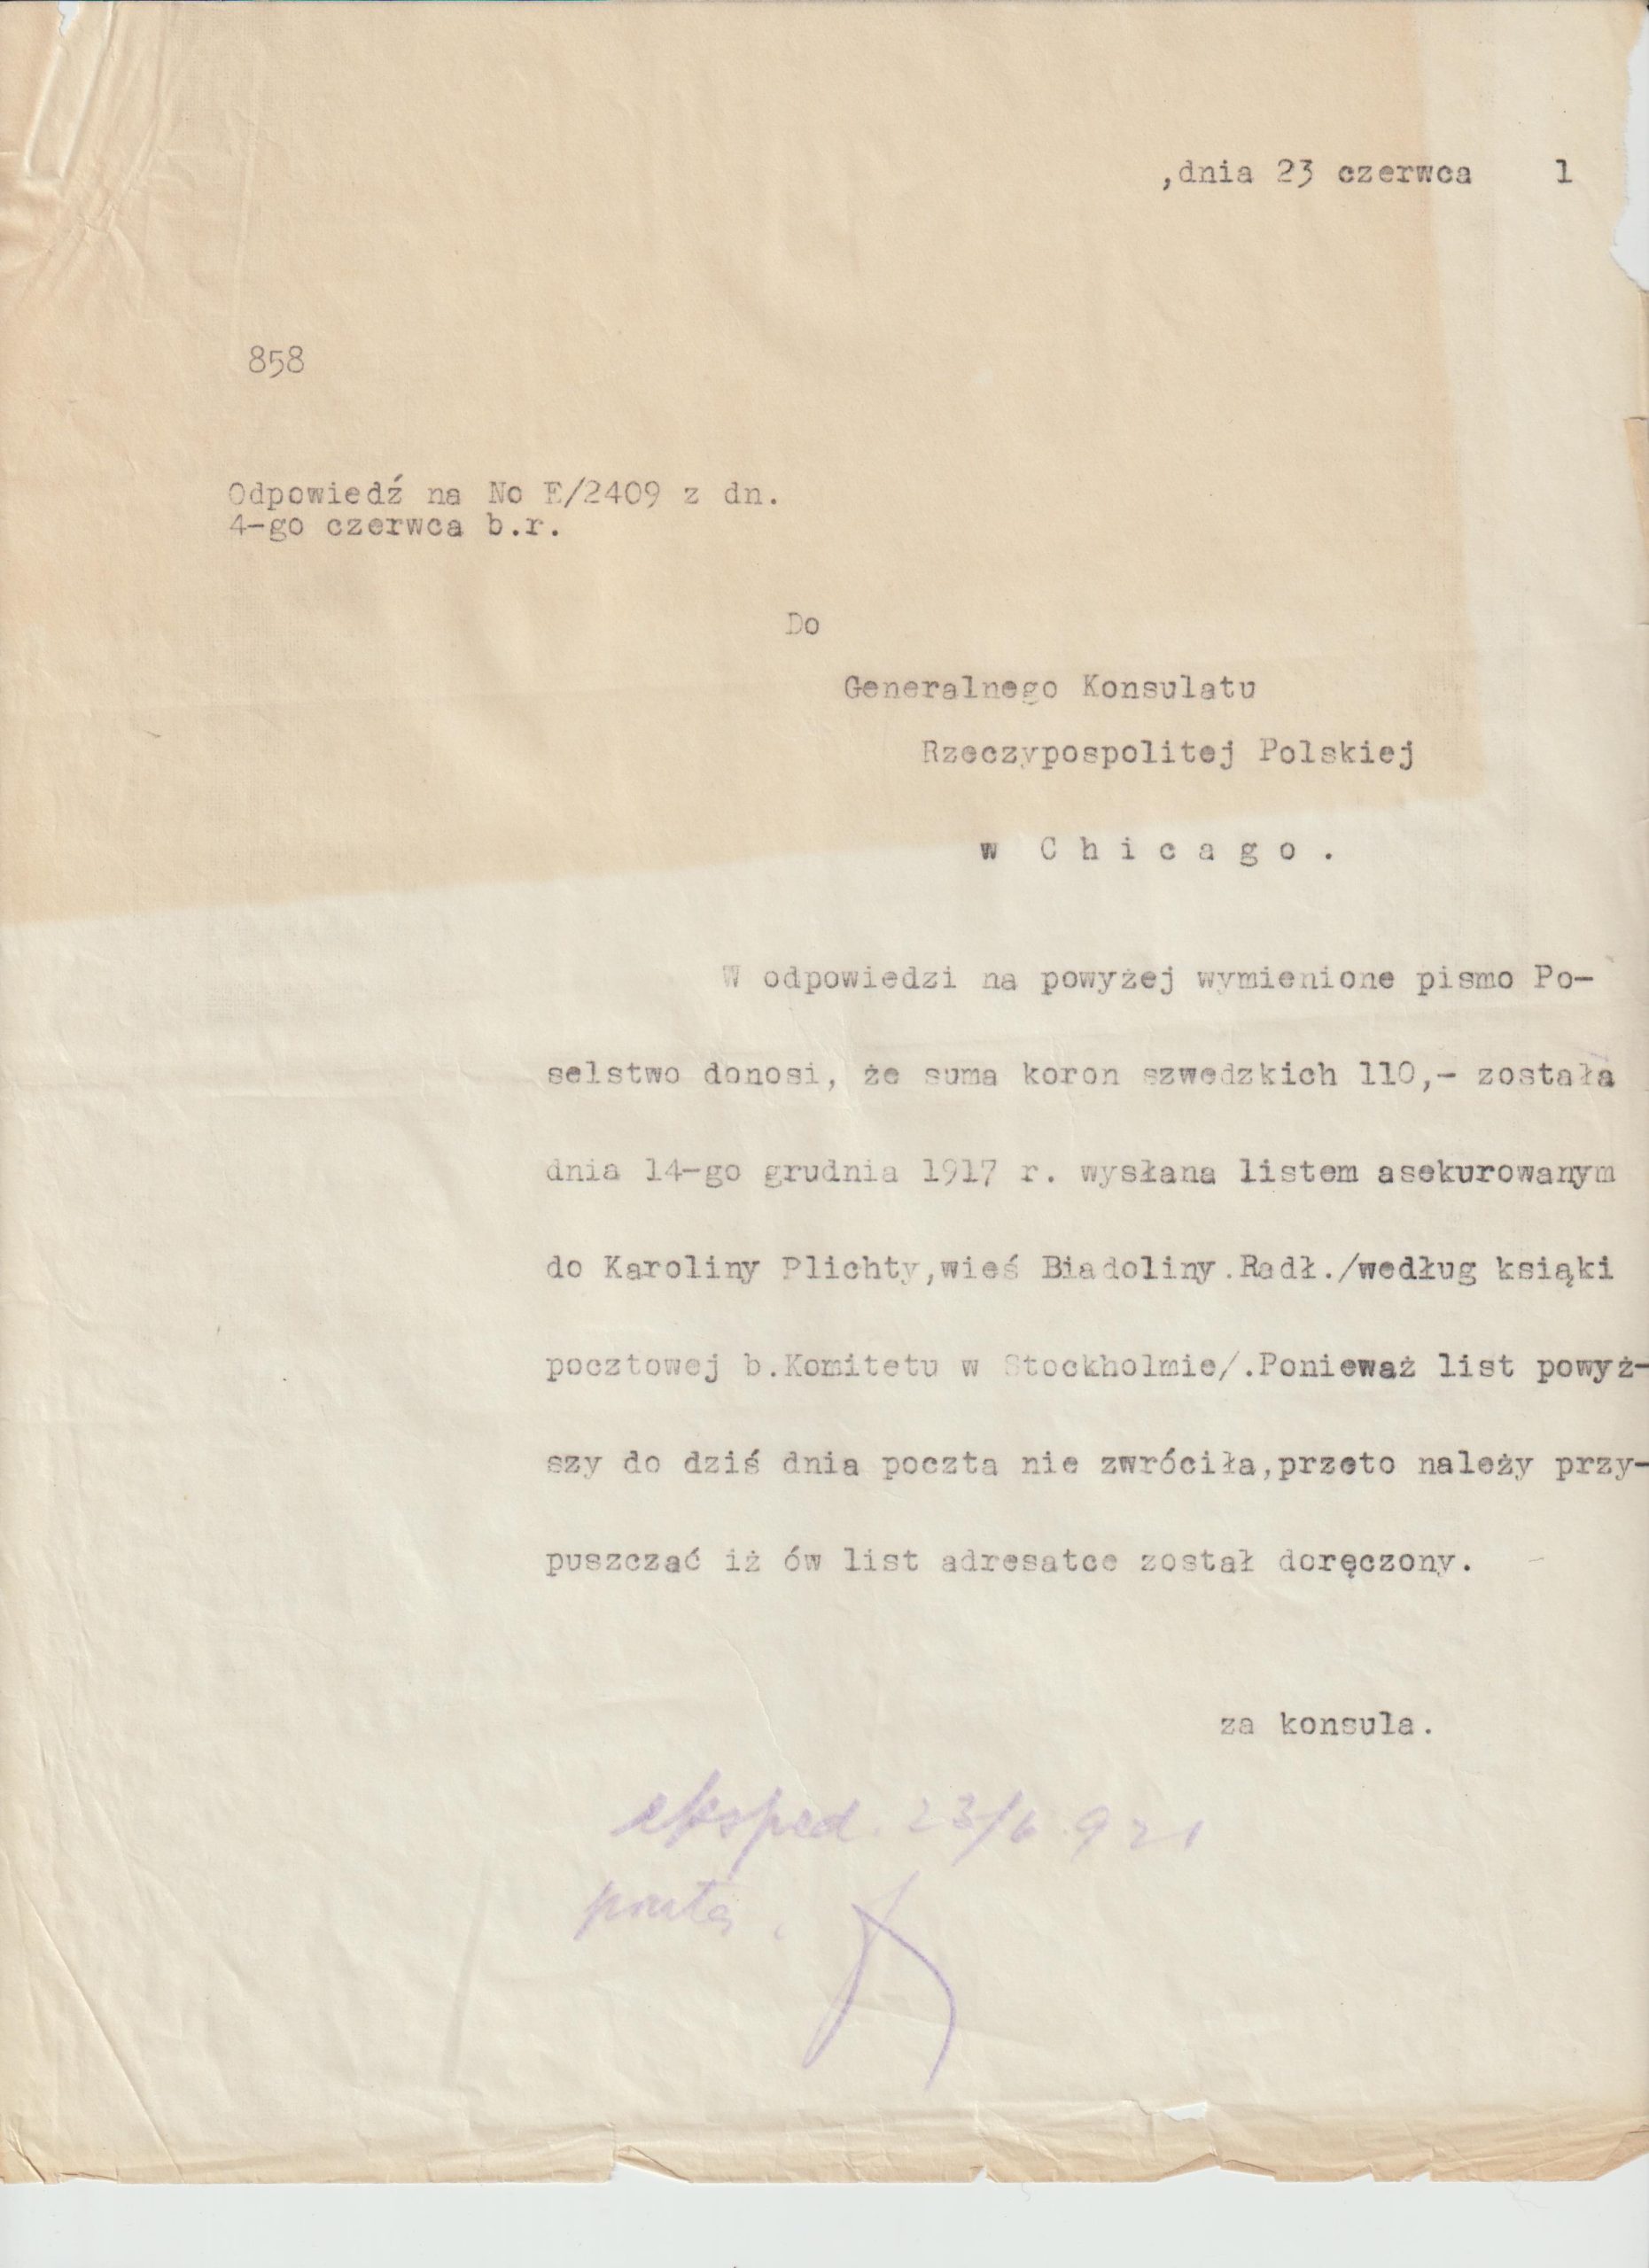 ,dnia 23 czerwca 1
858
Odpowiedź na No E/2409 z dn.
4-go czerwca b.r.
Do
Generalnego Konsulatu
Rzeczypospolitej Polskiej
w C h i c a g o .
W odpowiedzi na powyżej wymienione pismo Po-
selstwo donosi, że suma koron szwedzkich 110,- została
dnia 14-go grudnia 1917 r. wysłana listem asekurowanym
do Karoliny Plichty,wieś Biadoliny.Radł./według książki
pocztowej b.Komitetu w Stockholmie/.Ponieważ list powyż-
szy do dziś dnia poczta nie zwróciła,przeto należy przy-
puszczać iż ów list adresatce został doręczony.
za konsula.
eksped. 23/6 921
pocztą.